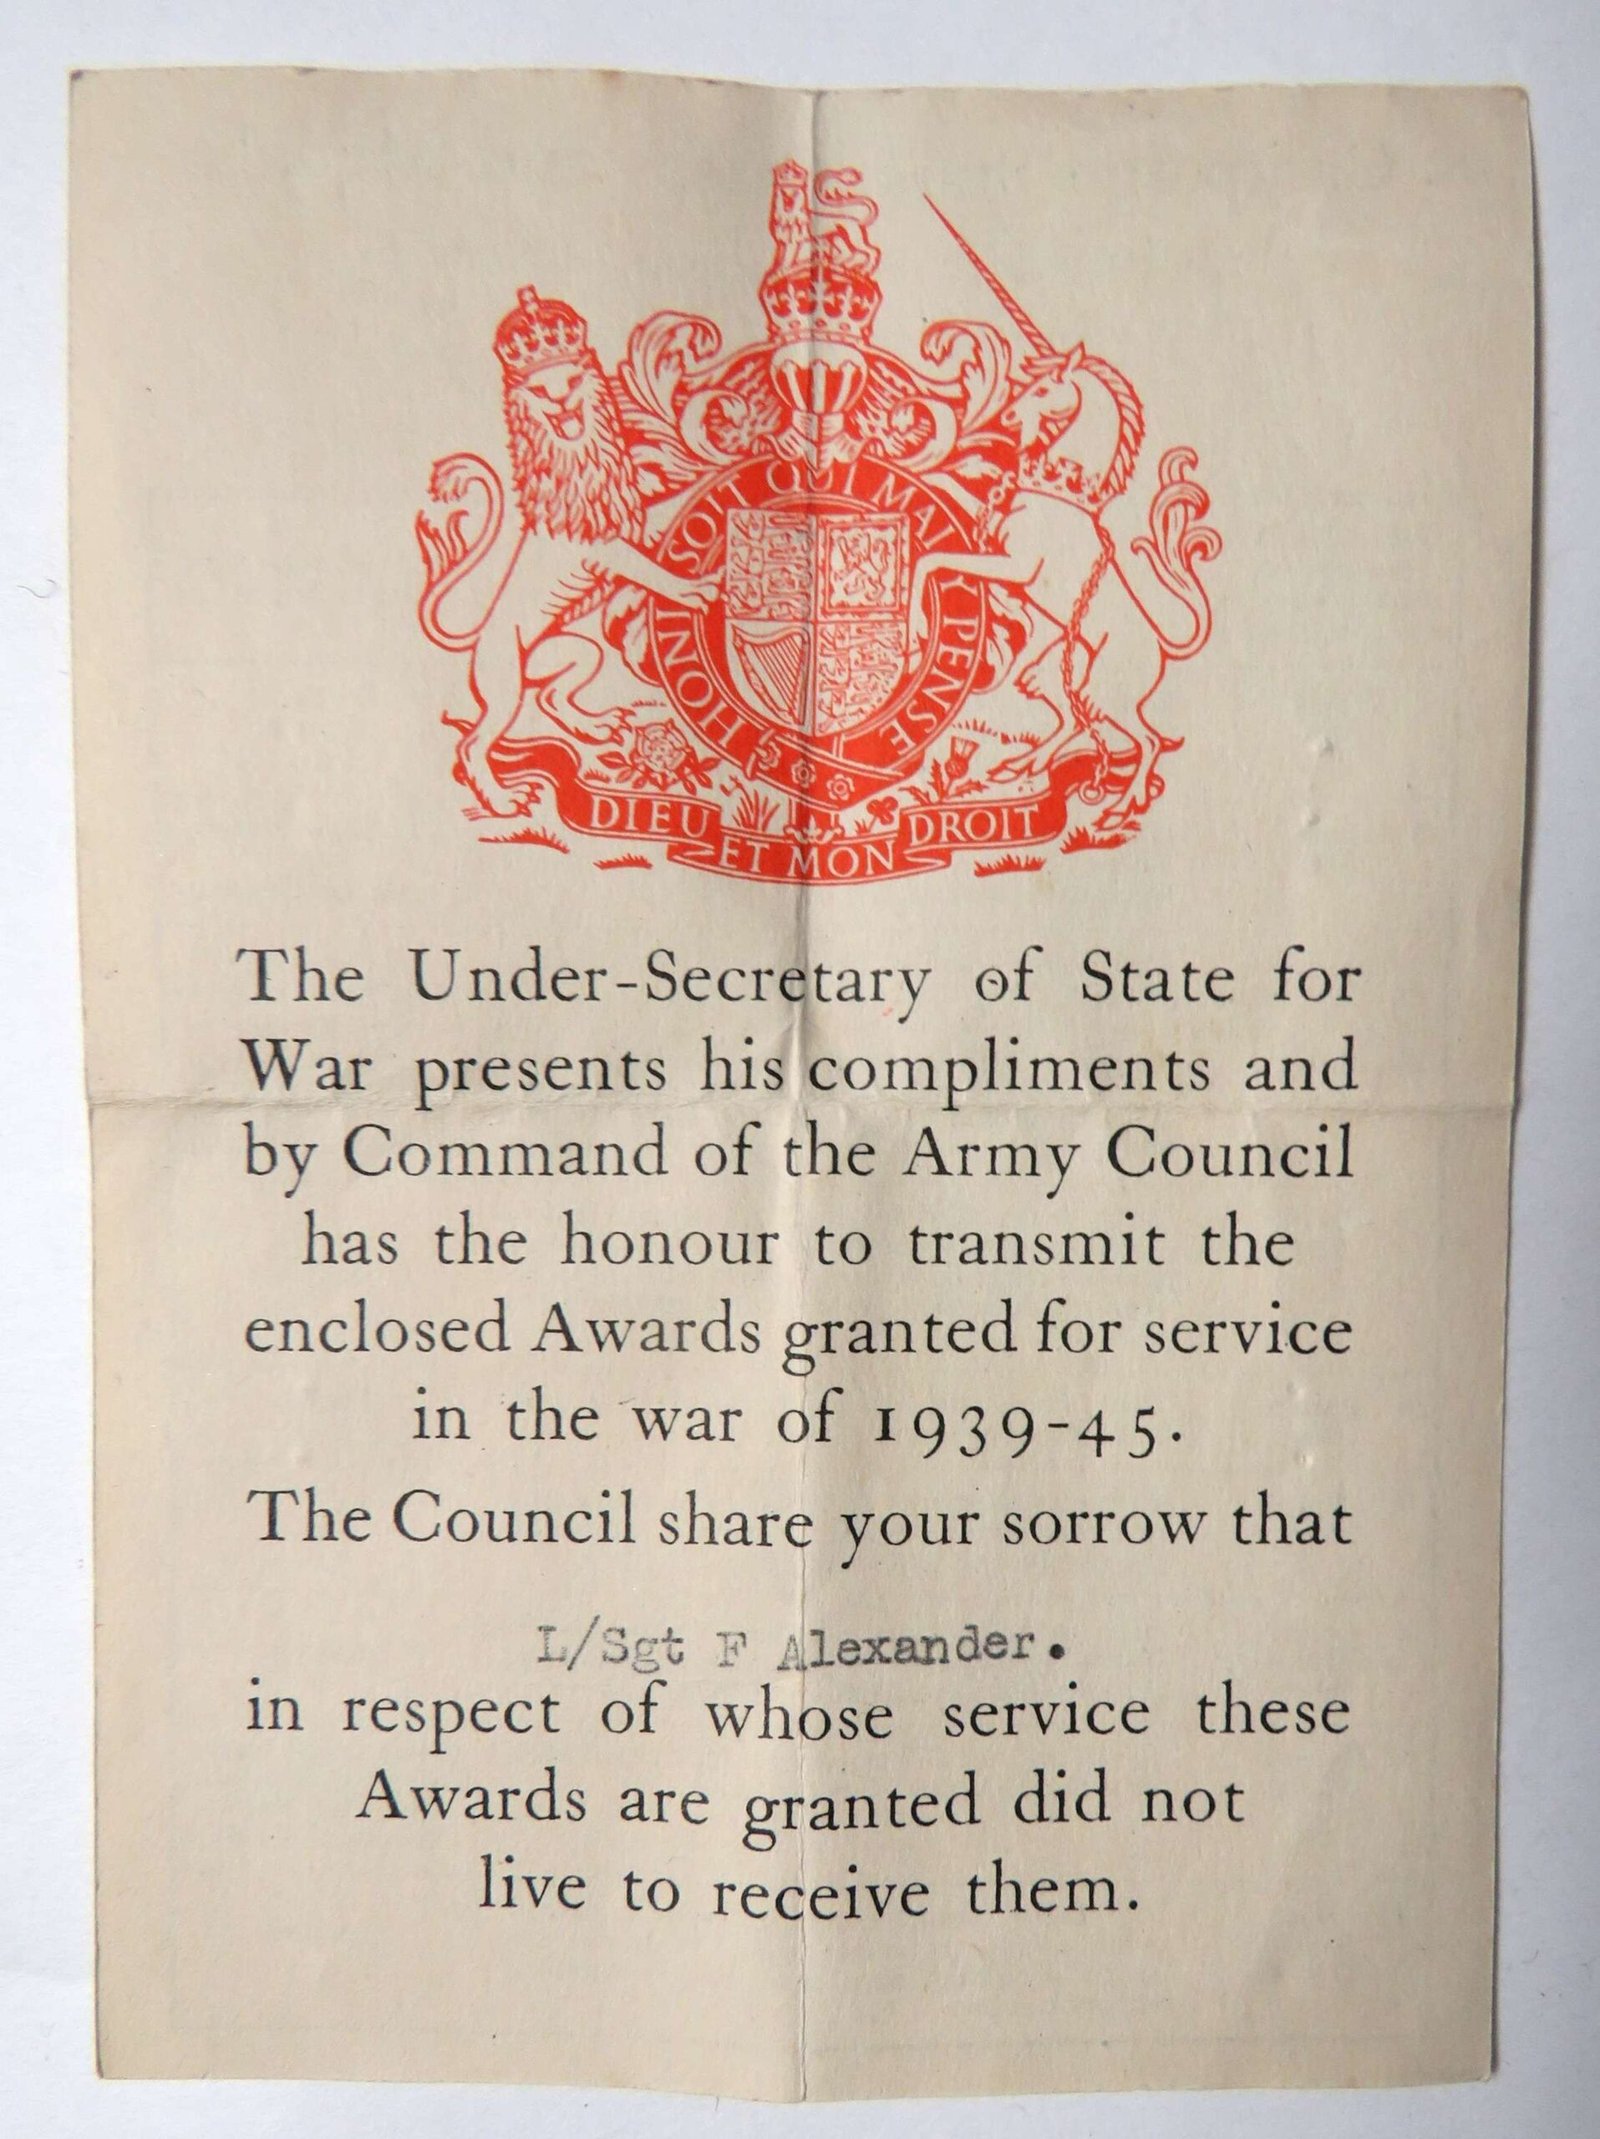 HONI SOIT QUI MAL Y PENSE
DIEU ET MON DROIT
The Under-Secretary of State for
War presents his compliments and
by Command of the Army Council
has the honour to transmit the
enclosed Awards granted for service
in the war of 1939-45.
The Council share your sorrow that
L/Sgt F Alexander.
in respect of whose service these
Awards are granted did not
live to receive them.